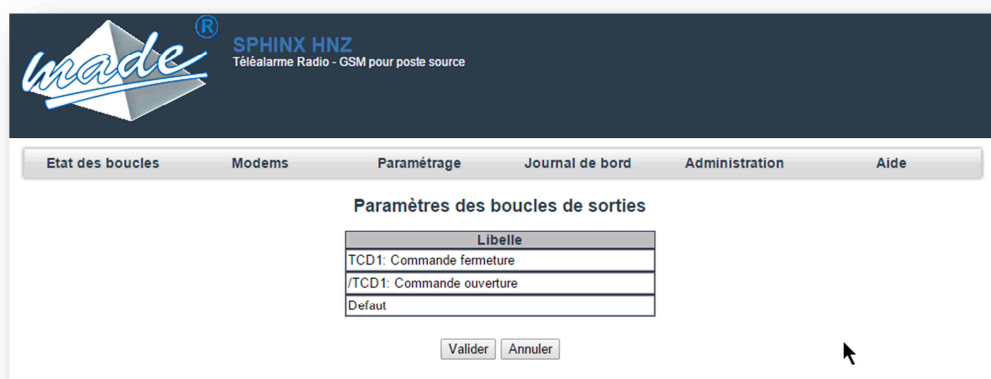 made ®
SPHINX HNZ
Téléalarme Radio - GSM pour poste source
Etat des boucles Modems Paramétrage Journal de bord Administration Aide
Paramètres des boucles de sorties
Libelle
TCD1: Commande fermeture
/TCD1: Commande ouverture
Defaut
Valider Annuler